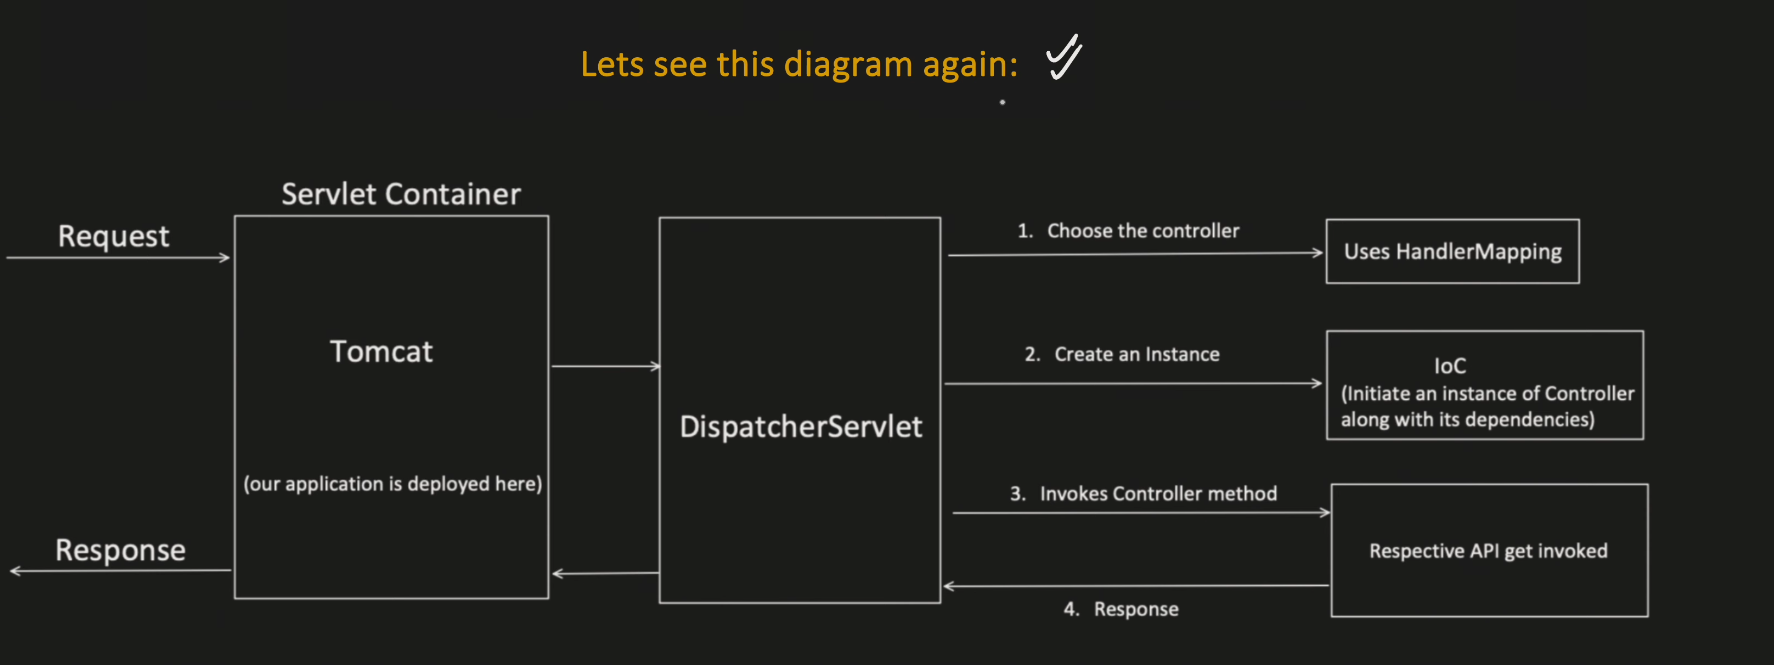 Lets see this diagram again:
Servlet Container
Request
Tomcat
(our application is deployed here)
Response
DispatcherServlet
1. Choose the controller
Uses HandlerMapping
2. Create an Instance
IoC
(Initiate an instance of Controller
along with its dependencies)
3. Invokes Controller method
Respective API get invoked
4. Response